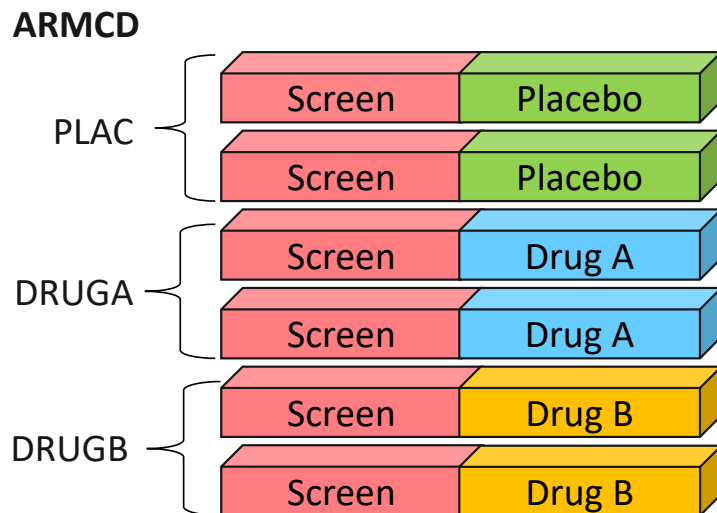 ARMCD
PLAC
Screen Placebo
Screen Placebo
DRUGA
Screen Drug A
Screen Drug A
DRUGB
Screen Drug B
Screen Drug B